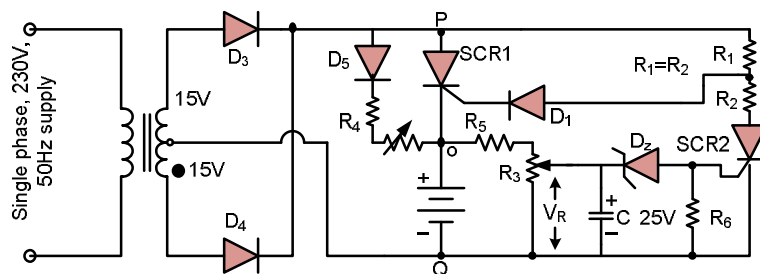 Single phase, 230V,
50Hz supply
15V
15V
D3
D4
D5
R4
P
SCR1
D1
R1=R2
R1
R2
SCR2
o
R5
R3
Dz
VR
+
−
+
−
C 25V
R6
Q